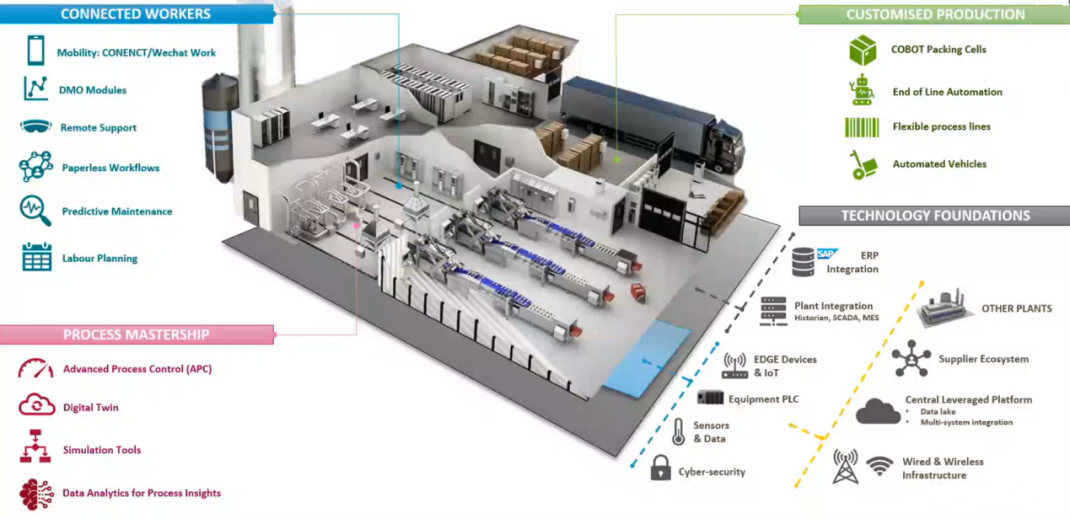 CONNECTED WORKERS
Mobility: CONENCT/Wechat Work
DMO Modules
Remote Support
Paperless Workflows
Predictive Maintenance
Labour Planning
PROCESS MASTERSHIP
Advanced Process Control (APC)
Digital Twin
Simulation Tools
Data Analytics for Process Insights
CUSTOMISED PRODUCTION
COBOT Packing Cells
End of Line Automation
Flexible process lines
Automated Vehicles
TECHNOLOGY FOUNDATIONS
SAP
ERP
Integration
Plant Integration
Historian, SCADA, MES
EDGE Devices
& IoT
Equipment PLC
Sensors
& Data
Cyber-security
OTHER PLANTS
Supplier Ecosystem
Central Leveraged Platform
• Data lake
• Multi-system integration
Wired & Wireless
Infrastructure